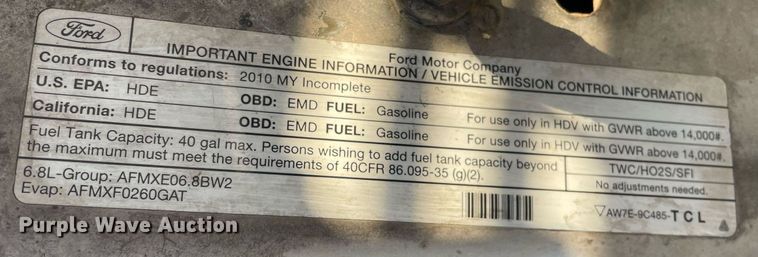 Ford
Ford Motor Company
IMPORTANT ENGINE INFORMATION / VEHICLE EMISSION CONTROL INFORMATION
Conforms to regulations: 2010 MY Incomplete
U.S. EPA: HDE OBD: EMD FUEL: Gasoline For use only in HDV with GVWR above 14,000#.
California: HDE OBD: EMD FUEL: Gasoline For use only in HDV with GVWR above 14,000#.
Fuel Tank Capacity: 40 gal max. Persons wishing to add fuel tank capacity beyond
the maximum must meet the requirements of 40CFR 86.095-35 (g)(2).
TWC/HO2S/SFI
No adjustments needed.
6.8L-Group: AFMXE06.8BW2
Evap: AFMXF0260GAT
AW7E-9C485-TCL
Purple Wave Auction